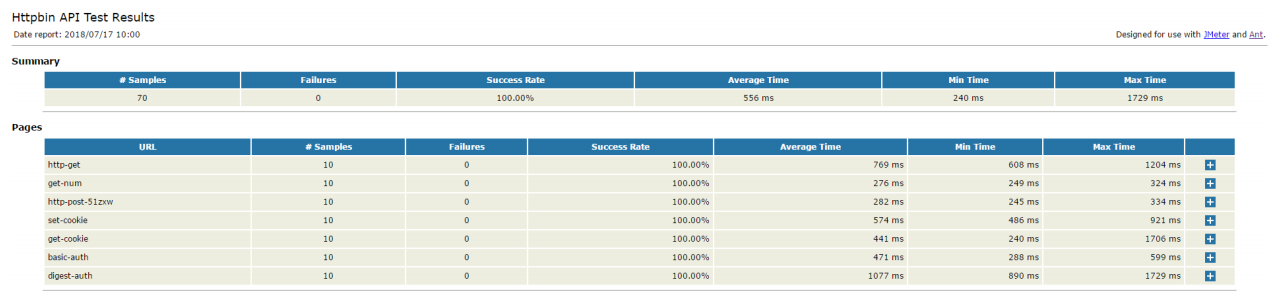 Httpbin API Test Results
Date report: 2018/07/17 10:00 Designed for use with JMeter and Ant.
Summary
# Samples Failures Success Rate Average Time Min Time Max Time
70 0 100.00% 556 ms 240 ms 1729 ms
Pages
URL # Samples Failures Success Rate Average Time Min Time Max Time
http-get 10 0 100.00% 769 ms 608 ms 1204 ms
get-num 10 0 100.00% 276 ms 249 ms 324 ms
http-post-51zxw 10 0 100.00% 282 ms 245 ms 334 ms
set-cookie 10 0 100.00% 574 ms 486 ms 921 ms
get-cookie 10 0 100.00% 441 ms 240 ms 1706 ms
basic-auth 10 0 100.00% 471 ms 288 ms 599 ms
digest-auth 10 0 100.00% 1077 ms 890 ms 1729 ms